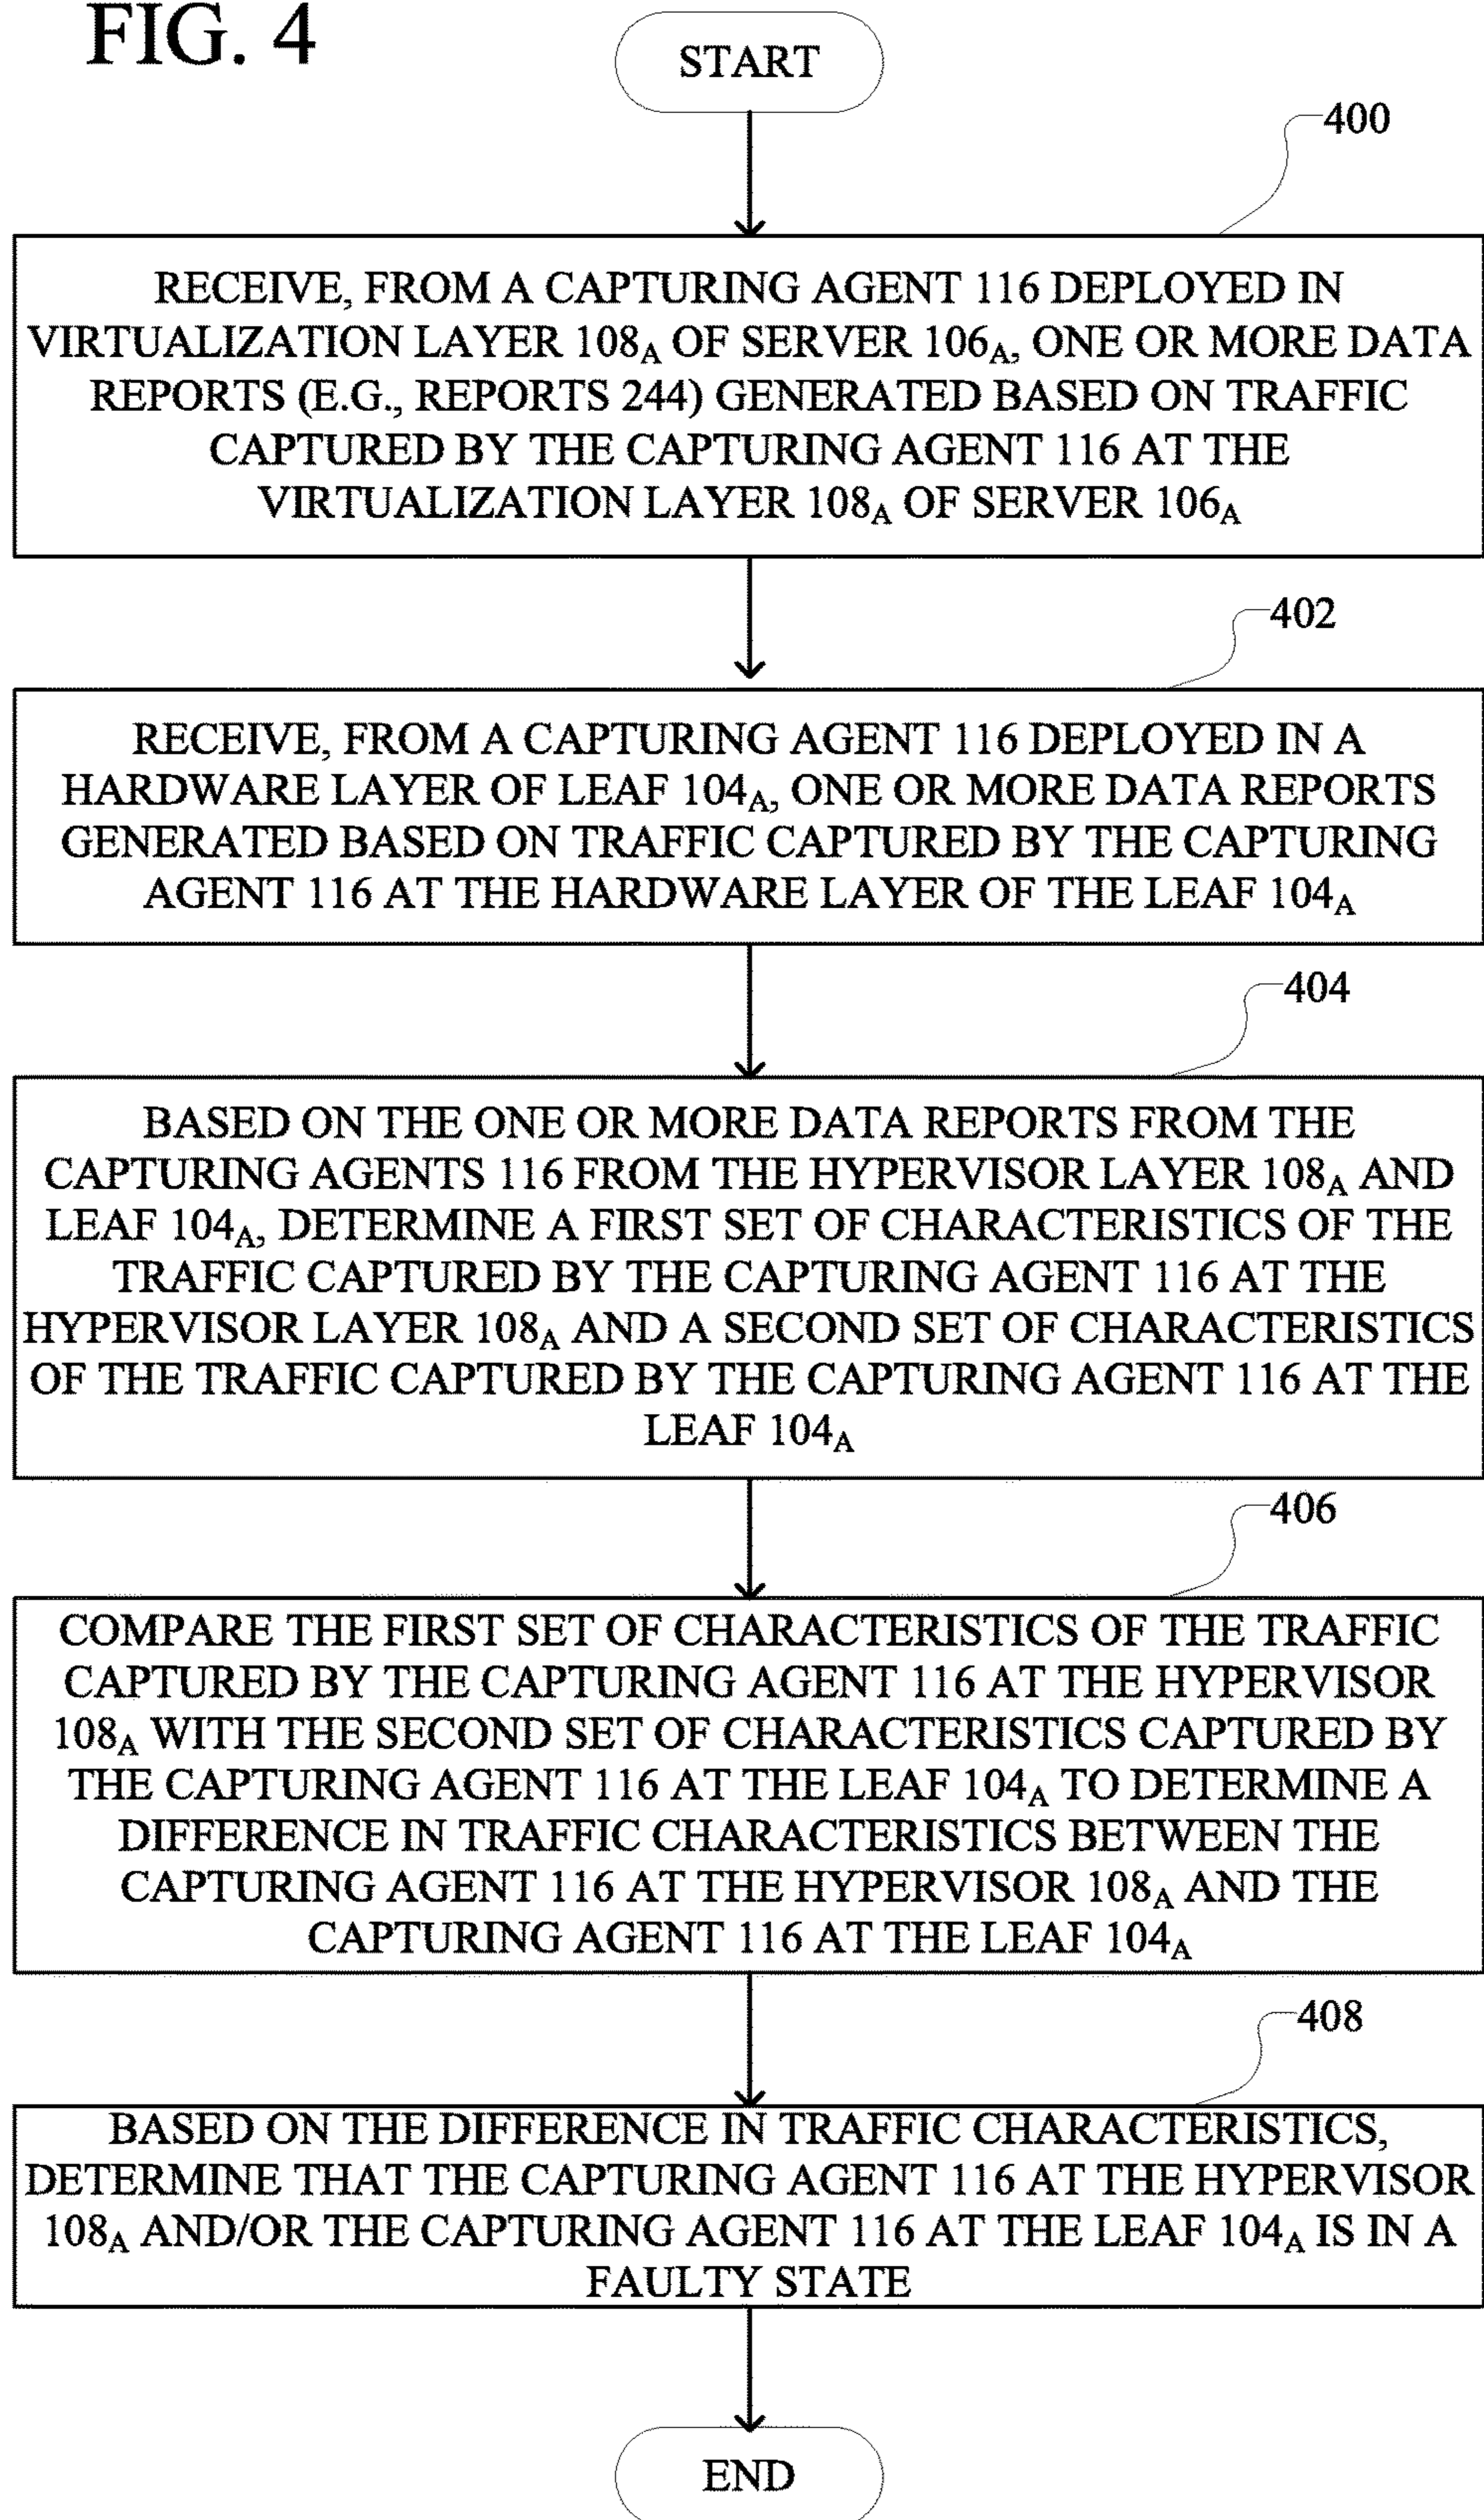 FIG. 4
START
400
RECEIVE, FROM A CAPTURING AGENT 116 DEPLOYED IN
VIRTUALIZATION LAYER 108A OF SERVER 106A, ONE OR MORE DATA
REPORTS (E.G., REPORTS 244) GENERATED BASED ON TRAFFIC
CAPTURED BY THE CAPTURING AGENT 116 AT THE
VIRTUALIZATION LAYER 108A OF SERVER 106A
402
RECEIVE, FROM A CAPTURING AGENT 116 DEPLOYED IN A
HARDWARE LAYER OF LEAF 104A, ONE OR MORE DATA REPORTS
GENERATED BASED ON TRAFFIC CAPTURED BY THE CAPTURING
AGENT 116 AT THE HARDWARE LAYER OF THE LEAF 104A
404
BASED ON THE ONE OR MORE DATA REPORTS FROM THE
CAPTURING AGENTS 116 FROM THE HYPERVISOR LAYER 108A AND
LEAF 104A, DETERMINE A FIRST SET OF CHARACTERISTICS OF THE
TRAFFIC CAPTURED BY THE CAPTURING AGENT 116 AT THE
HYPERVISOR LAYER 108A AND A SECOND SET OF CHARACTERISTICS
OF THE TRAFFIC CAPTURED BY THE CAPTURING AGENT 116 AT THE
LEAF 104A
406
COMPARE THE FIRST SET OF CHARACTERISTICS OF THE TRAFFIC
CAPTURED BY THE CAPTURING AGENT 116 AT THE HYPERVISOR
108A WITH THE SECOND SET OF CHARACTERISTICS CAPTURED BY
THE CAPTURING AGENT 116 AT THE LEAF 104A TO DETERMINE A
DIFFERENCE IN TRAFFIC CHARACTERISTICS BETWEEN THE
CAPTURING AGENT 116 AT THE HYPERVISOR 108A AND THE
CAPTURING AGENT 116 AT THE LEAF 104A
408
BASED ON THE DIFFERENCE IN TRAFFIC CHARACTERISTICS,
DETERMINE THAT THE CAPTURING AGENT 116 AT THE HYPERVISOR
108A AND/OR THE CAPTURING AGENT 116 AT THE LEAF 104A IS IN A
FAULTY STATE
END